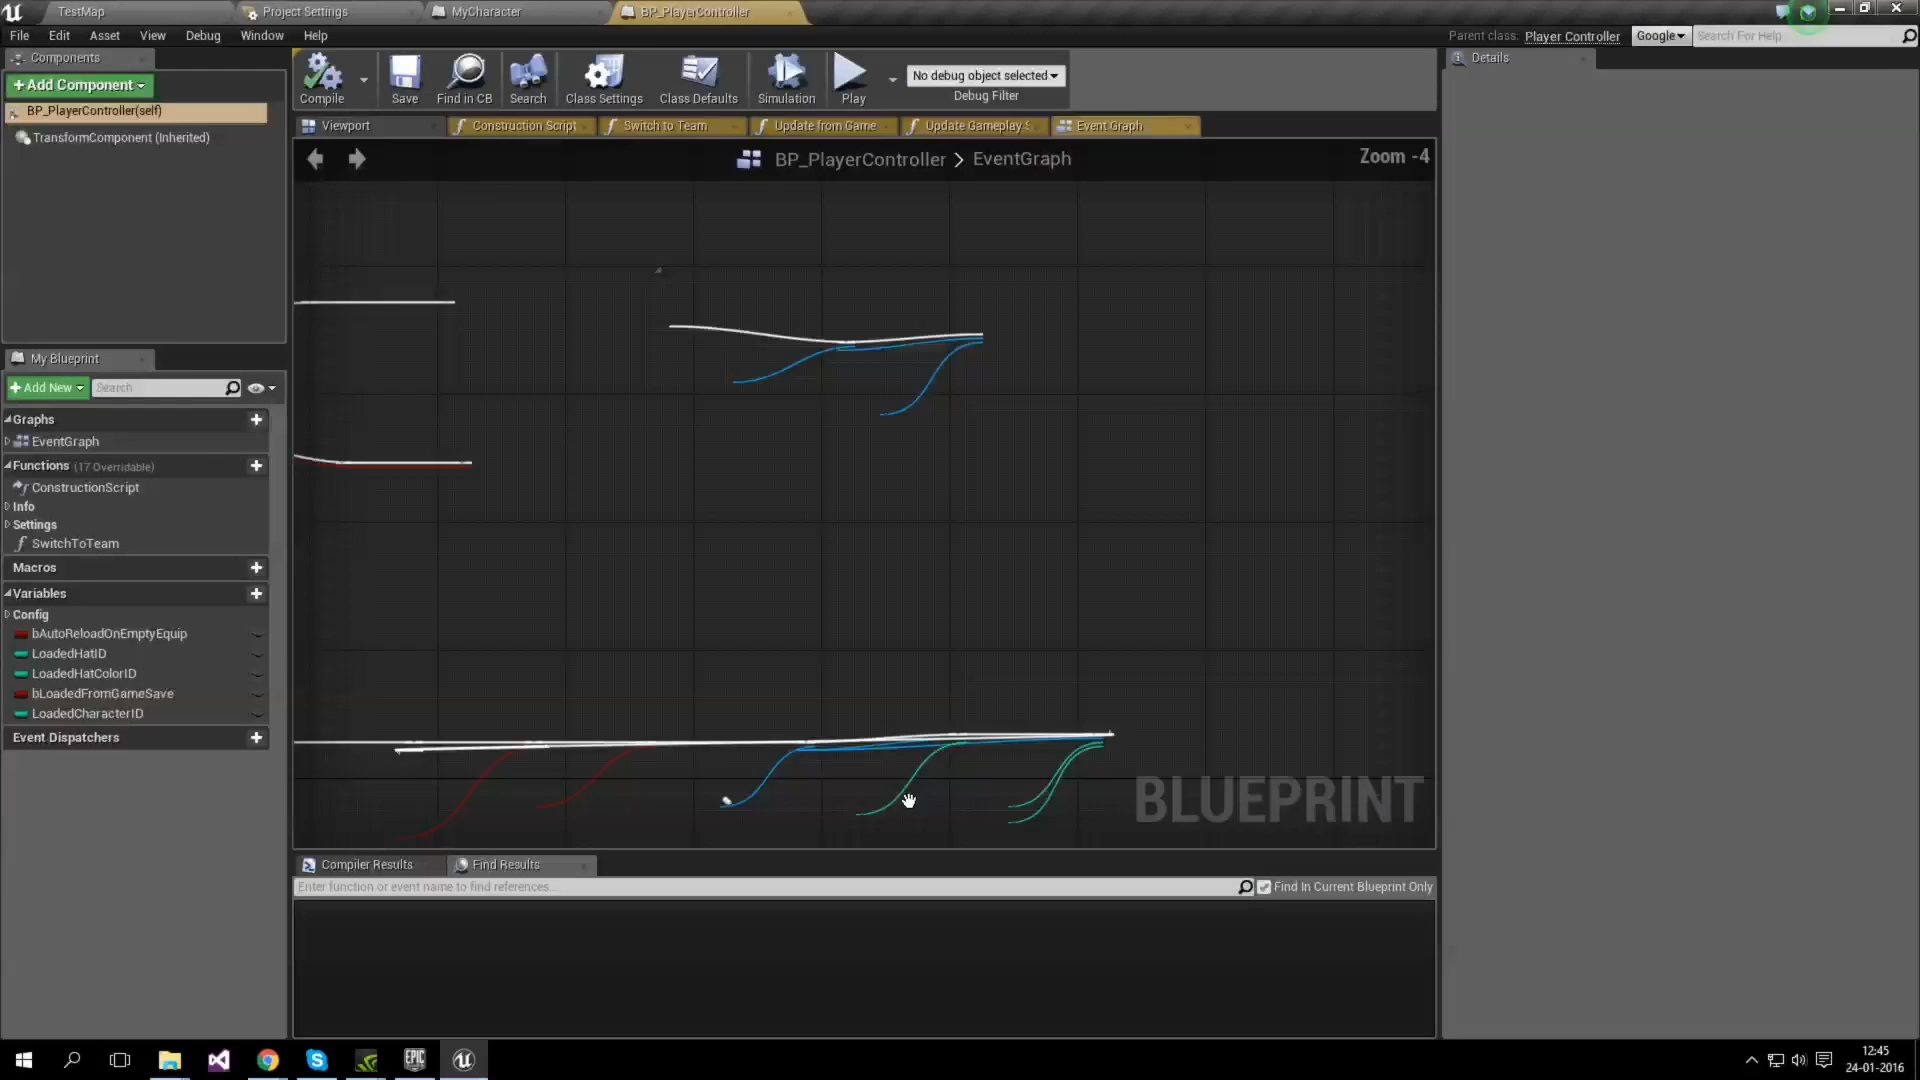 TestMap
Project Settings
MyCharacter
BP_PlayerController
File Edit Asset View Debug Window Help
Parent class: Player Controller
Google
Search For Help
Components
+Add Component
BP_PlayerController(self)
TransformComponent (Inherited)
Compile
Save
Find in CB
Search
Class Settings
Class Defaults
Simulation
Play
No debug object selected
Debug Filter
Details
Viewport
Construction Script
Switch to Team
Update from Game
Update Gameplay S
Event Graph
BP_PlayerController > EventGraph
Zoom -4
My Blueprint
+Add New
Search
Graphs
EventGraph
Functions (17 Overridable)
ConstructionScript
Info
Settings
SwitchToTeam
Macros
Variables
Config
bAutoReloadOnEmptyEquip
LoadedHatID
LoadedHatColorID
bLoadedFromGameSave
LoadedCharacterID
Event Dispatchers
BLUEPRINT
Compiler Results
Find Results
Enter function or event name to find references...
Find In Current Blueprint Only
EPIC
12:45
24-01-2016